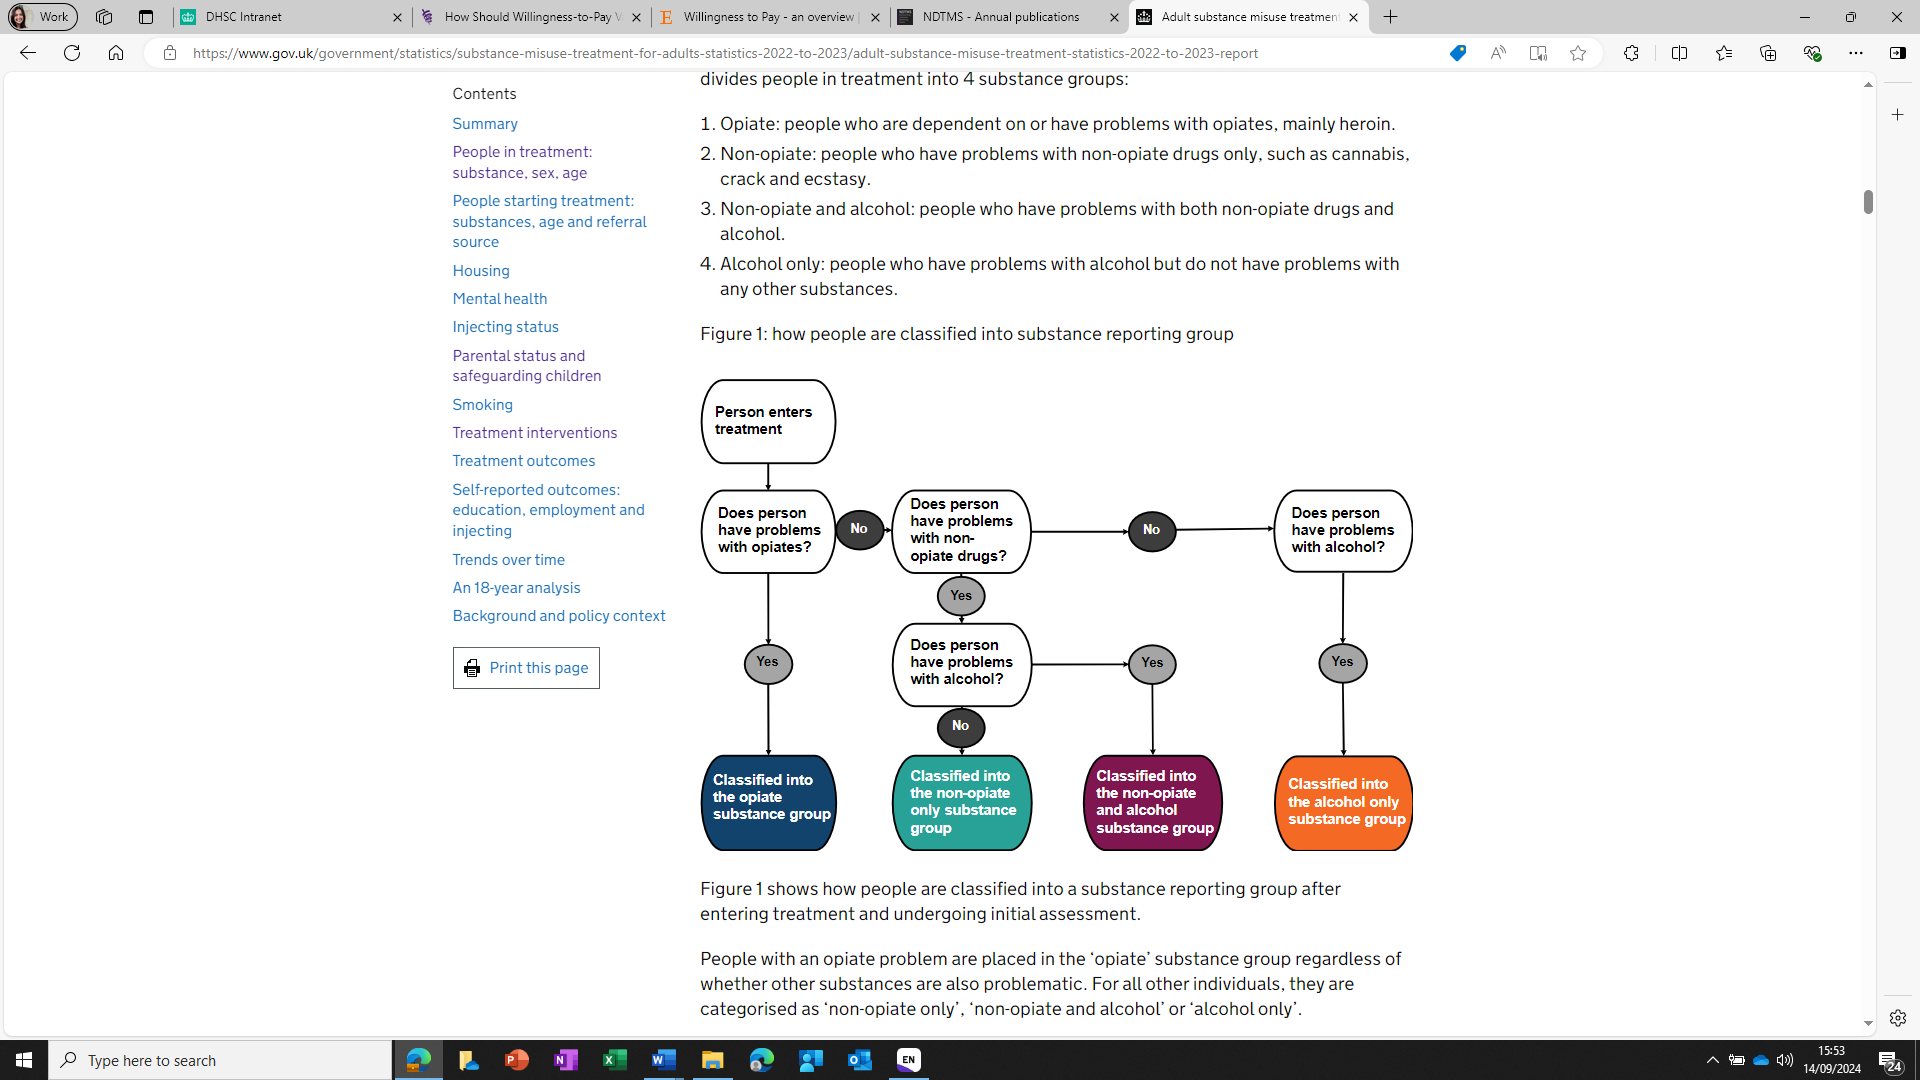 Work
DHSC Intranet
How Should Willingness-to-Pay V
Willingness to Pay - an overview
NDTMS - Annual publications
Adult substance misuse treatment
https://www.gov.uk/government/statistics/substance-misuse-treatment-for-adults-statistics-2022-to-2023/adult-substance-misuse-treatment-statistics-2022-to-2023-report
Contents
Summary
People in treatment:
substance, sex, age
People starting treatment:
substances, age and referral
source
Housing
Mental health
Injecting status
Parental status and
safeguarding children
Smoking
Treatment interventions
Treatment outcomes
Self-reported outcomes:
education, employment and
injecting
Trends over time
An 18-year analysis
Background and policy context
Print this page
divides people in treatment into 4 substance groups:
1. Opiate: people who are dependent on or have problems with opiates, mainly heroin.
2. Non-opiate: people who have problems with non-opiate drugs only, such as cannabis,
crack and ecstasy.
3. Non-opiate and alcohol: people who have problems with both non-opiate drugs and
alcohol.
4. Alcohol only: people who have problems with alcohol but do not have problems with
any other substances.
Figure 1: how people are classified into substance reporting group
Person enters
treatment
Does person
have problems
with opiates?
No
Does person
have problems
with non-
opiate drugs?
No
Does person
have problems
with alcohol?
Yes
Does person
have problems
with alcohol?
Yes
Yes
Yes
No
Classified into
the opiate
substance group
Classified into
the non-opiate
only substance
group
Classified into
the non-opiate
and alcohol
substance group
Classified into
the alcohol only
substance group
Figure 1 shows how people are classified into a substance reporting group after
entering treatment and undergoing initial assessment.
People with an opiate problem are placed in the ‘opiate’ substance group regardless of
whether other substances are also problematic. For all other individuals, they are
categorised as ‘non-opiate only’, ‘non-opiate and alcohol’ or ‘alcohol only’.
Type here to search
EN
15:53
14/09/2024
24